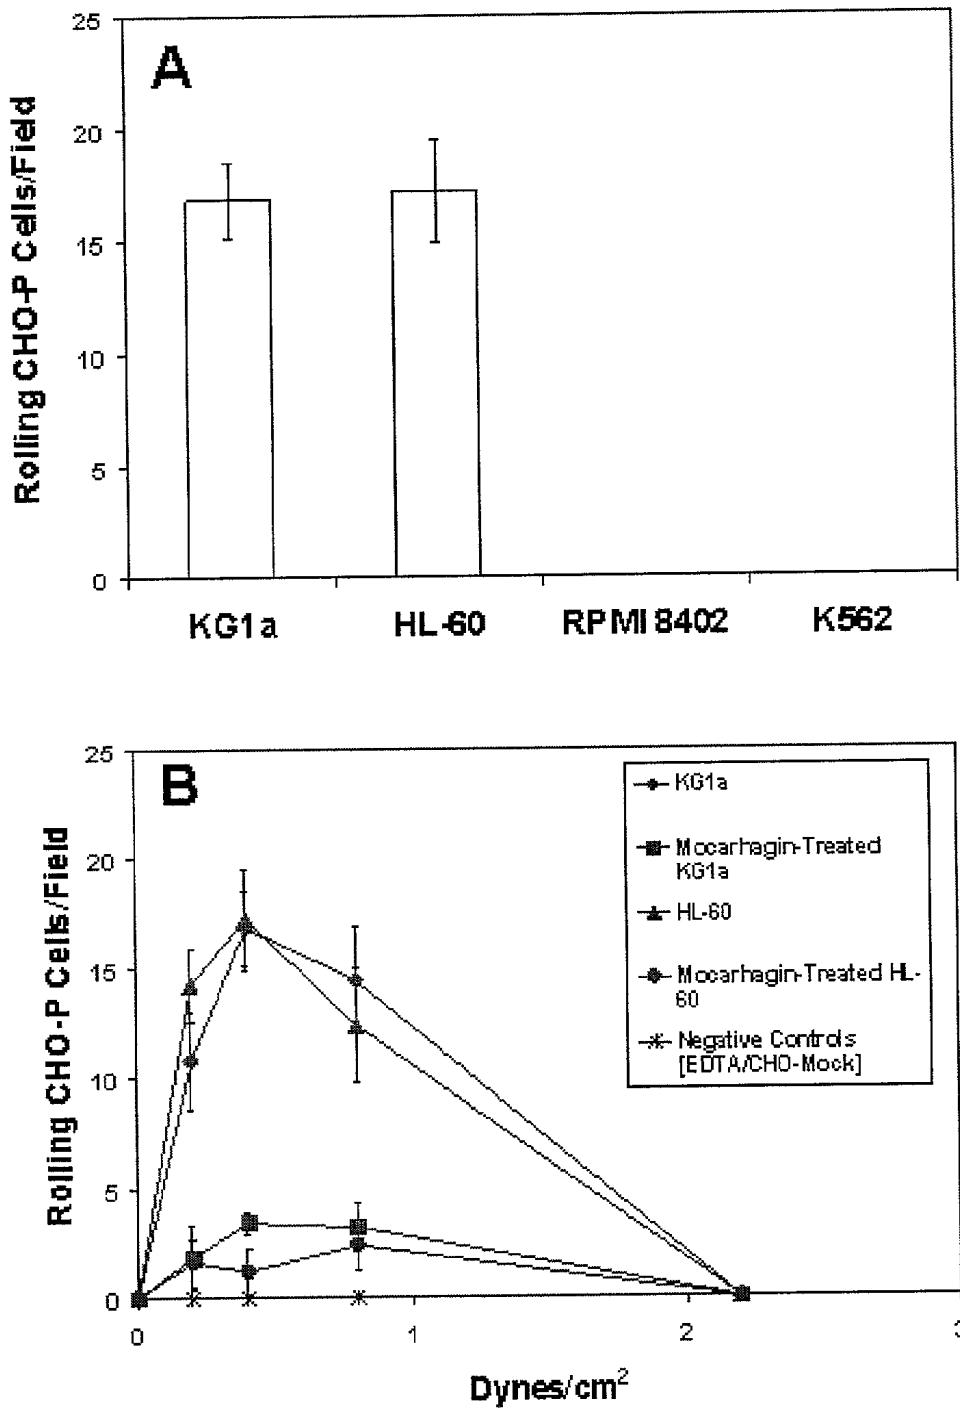 A
25
20
15
10
5
0
Rolling CHO-P Cells/Field
KG1a
HL-60
RPMI 8402
K562
B
25
20
15
10
5
0
Rolling CHO-P Cells/Field
KG1a
Mocarhagin-Treated
KG1a
HL-60
Mocarhagin-Treated HL-
60
Negative Controls
[EDTA/CHO-Mock]
0
1
2
Dynes/cm²